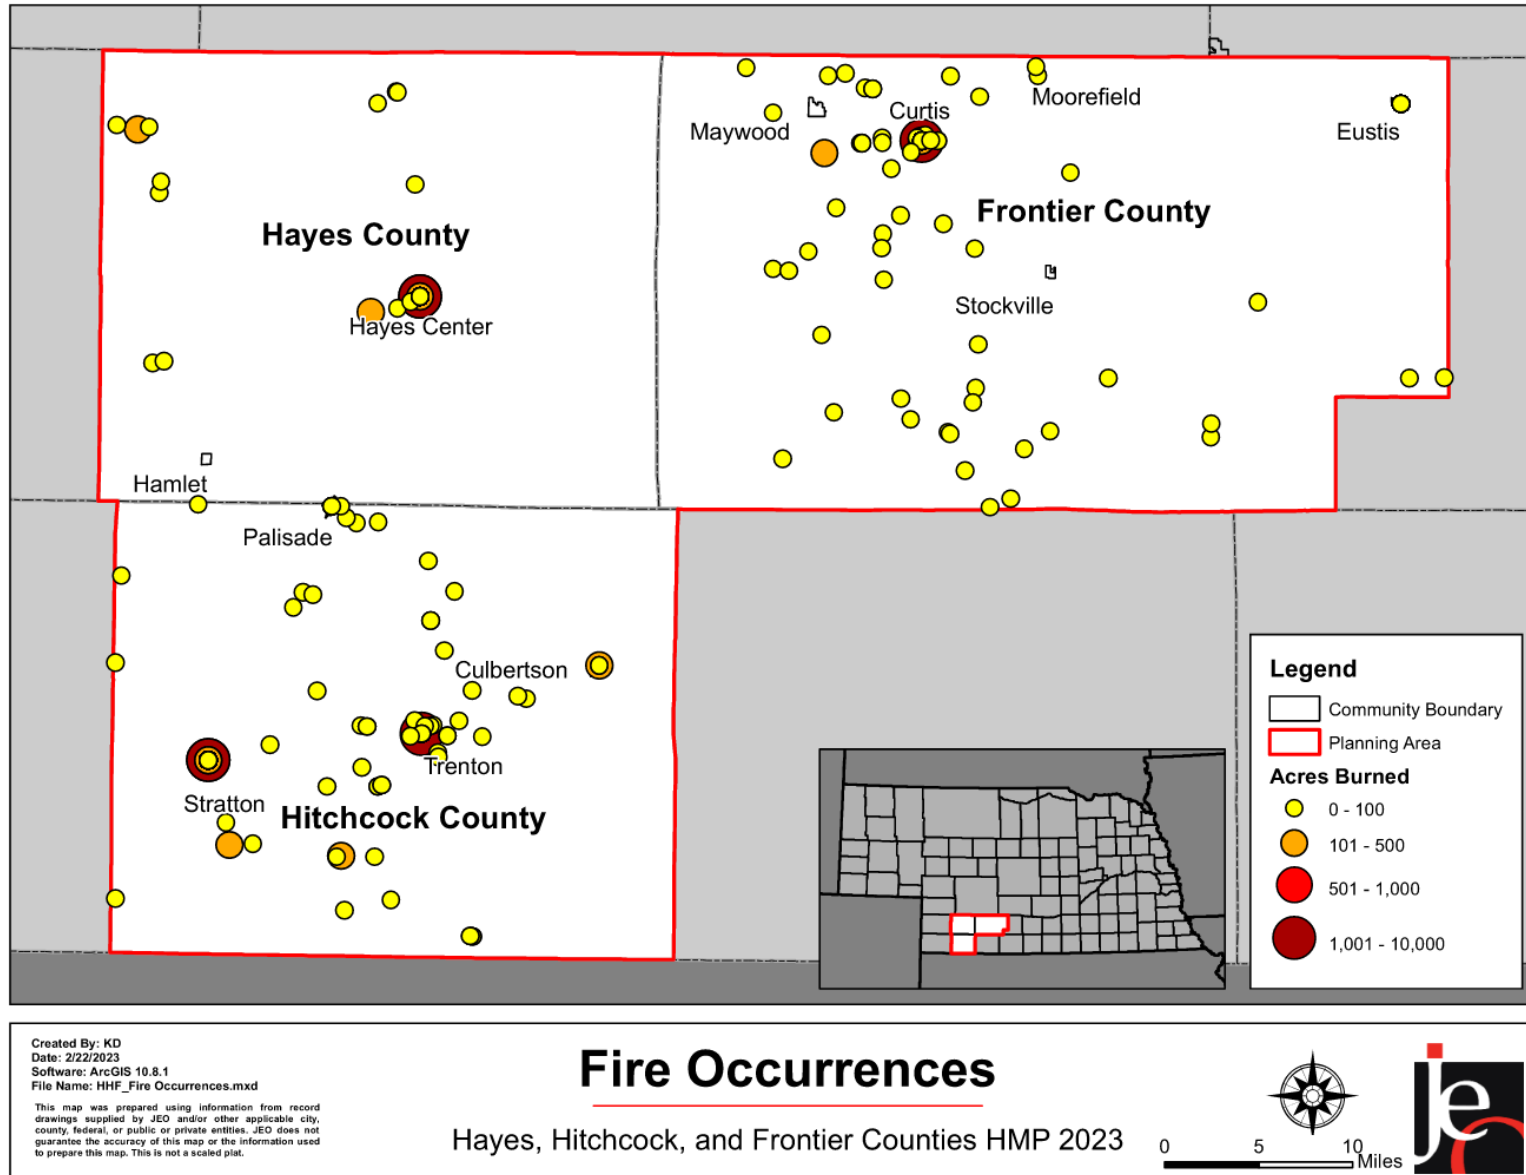 Moorefield
Curtis
Maywood
Eustis
Hayes County
Frontier County
Stockville
Hayes Center
Hamlet
Palisade
Culbertson
Trenton
Stratton
Hitchcock County
Legend
Community Boundary
Planning Area
Acres Burned
0 - 100
101 - 500
501 - 1,000
1,001 - 10,000
Created By: KD
Date: 2/22/2023
Software: ArcGIS 10.8.1
File Name: HHF_Fire Occurrences.mxd
This map was prepared using information from record
drawings supplied by JEO and/or other applicable city,
county, federal, or public or private entities. JEO does not
guarantee the accuracy of this map or the information used
to prepare this map. This is not a scaled plat.
Fire Occurrences
Hayes, Hitchcock, and Frontier Counties HMP 2023
0 5 10
Miles
jeo